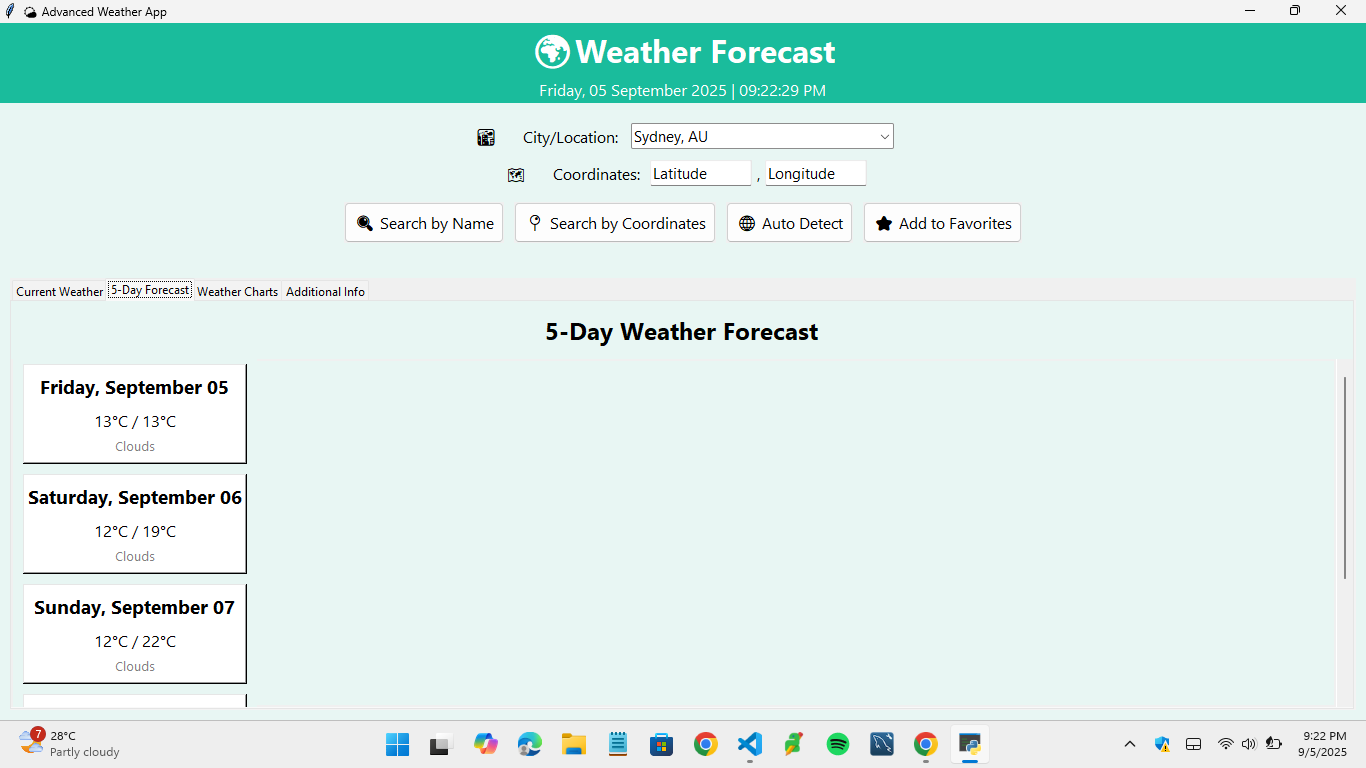 Advanced Weather App
Weather Forecast
Friday, 05 September 2025 | 09:22:29 PM
City/Location: Sydney, AU
Coordinates: Latitude , Longitude
Search by Name Search by Coordinates Auto Detect Add to Favorites
Current Weather 5-Day Forecast Weather Charts Additional Info
5-Day Weather Forecast
Friday, September 05
13°C / 13°C
Clouds
Saturday, September 06
12°C / 19°C
Clouds
Sunday, September 07
12°C / 22°C
Clouds
7
28°C
Partly cloudy
9:22 PM
9/5/2025